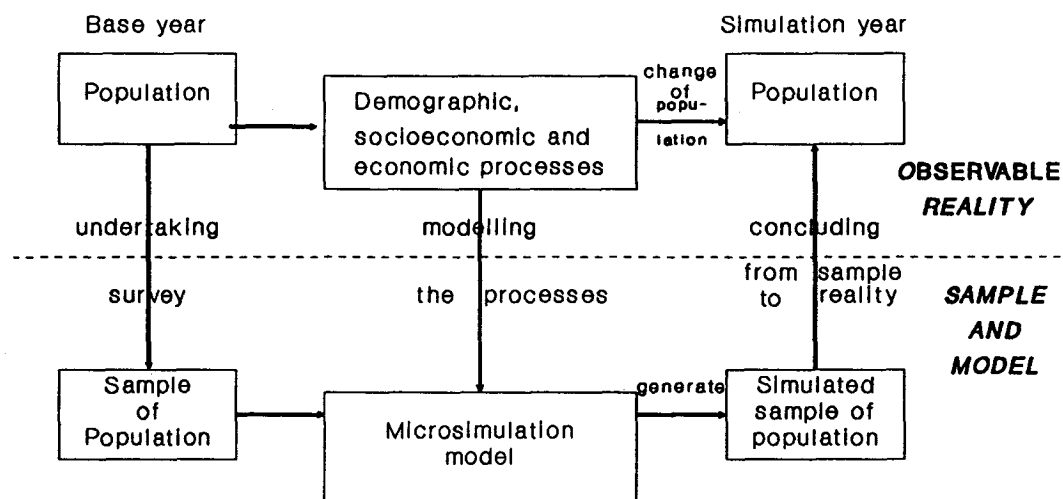 Base year
Simulation year
Population
Demographic,
socioeconomic and
economic processes
change
of
popu-
lation
Population
OBSERVABLE
REALITY
undertaking
modelling
concluding
survey
the processes
from sample
to reality
SAMPLE
AND
MODEL
Sample
of
Population
Microsimulation
model
generate
Simulated
sample of
population